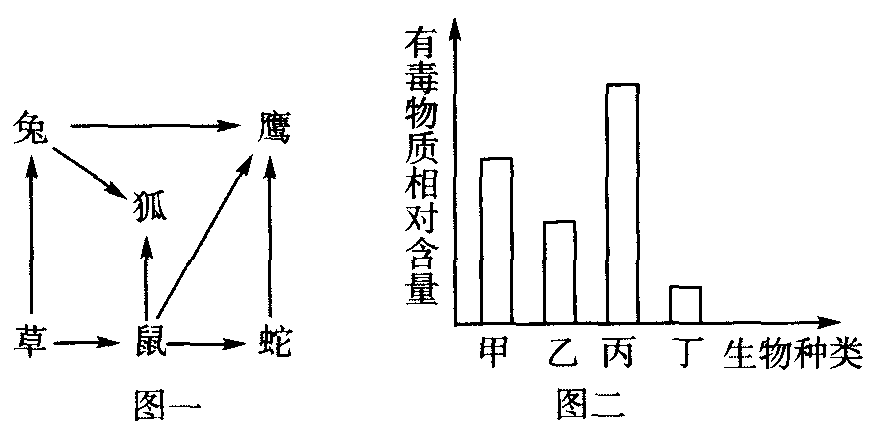 兔 鹰
狐
草 鼠 蛇
图一
有毒物质相对含量
甲 乙 丙 丁 生物种类
图二